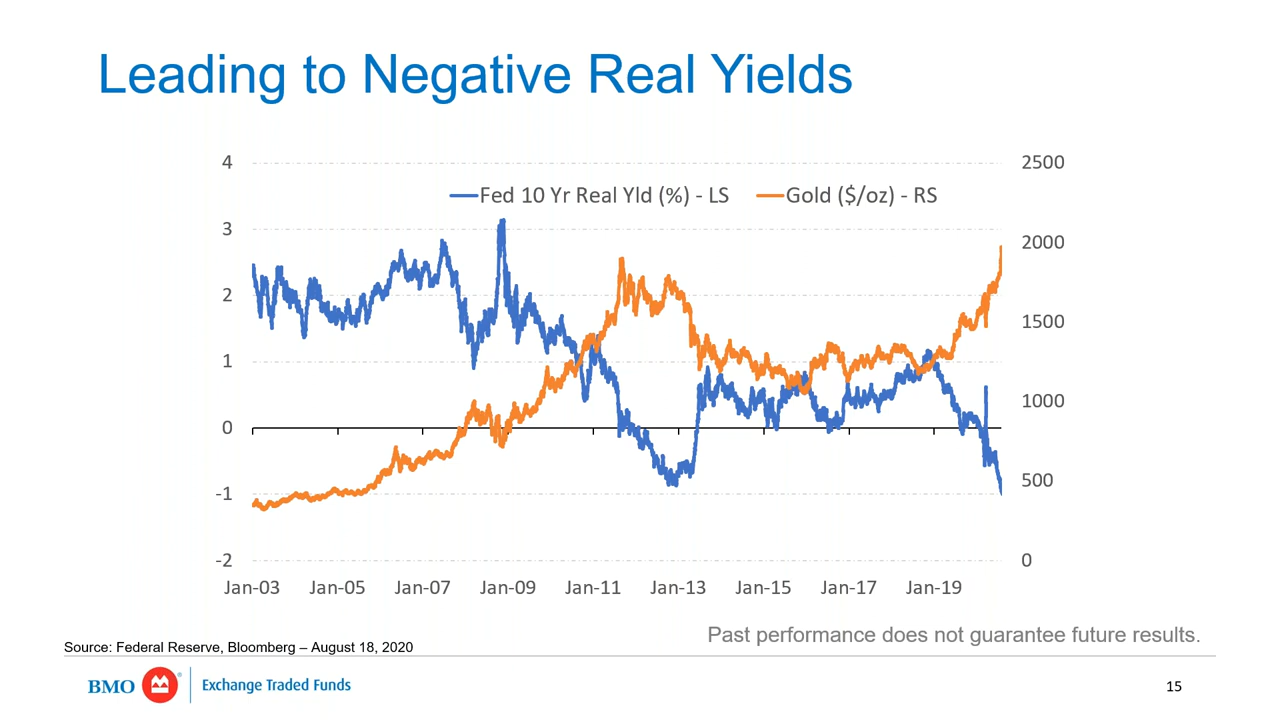 Leading to Negative Real Yields
Fed 10 Yr Real Yld (%) - LS
Gold ($/oz) - RS
4
3
2
1
0
-1
-2
2500
2000
1500
1000
500
0
Jan-03 Jan-05 Jan-07 Jan-09 Jan-11 Jan-13 Jan-15 Jan-17 Jan-19
Past performance does not guarantee future results.
Source: Federal Reserve, Bloomberg – August 18, 2020
BMO ® Exchange Traded Funds
15